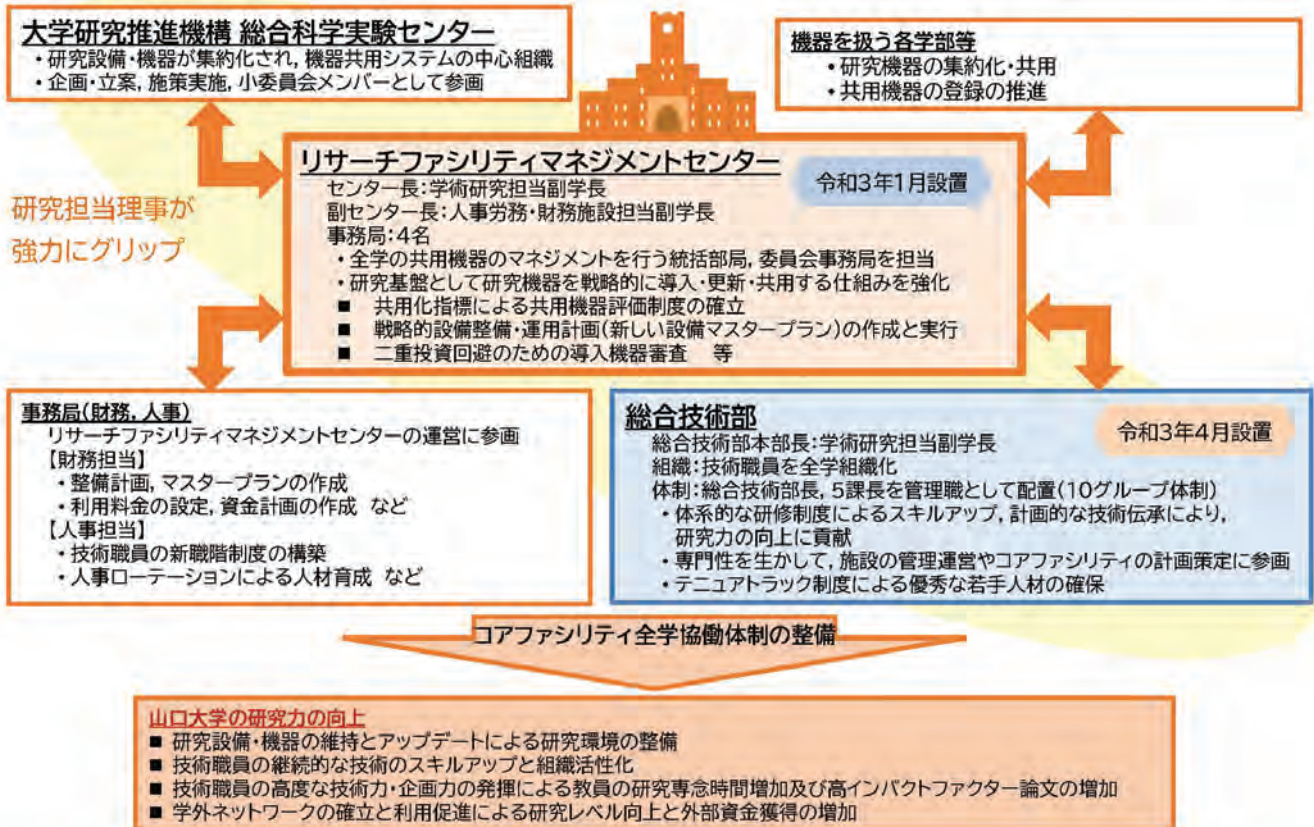 大学研究推進機構 総合科学実験センター
・研究設備・機器が集約化され, 機器共用システムの中心組織
・企画・立案, 施策実施, 小委員会メンバーとして参画
機器を扱う各学部等
・研究機器の集約化・共用
・共用機器の登録の推進
研究担当理事が
強力にグリップ
リサーチファシリティマネジメントセンター
令和3年1月設置
センター長:学術研究担当副学長
副センター長:人事労務・財務施設担当副学長
事務局:4名
・全学の共用機器のマネジメントを行う統括部局, 委員会事務局を担当
・研究基盤として研究機器を戦略的に導入・更新・共用する仕組みを強化
■ 共用化指標による共用機器評価制度の確立
■ 戦略的設備整備・運用計画(新しい設備マスタープラン)の作成と実行
■ 二重投資回避のための導入機器審査 等
事務局(財務, 人事)
リサーチファシリティマネジメントセンターの運営に参画
【財務担当】
・整備計画, マスタープランの作成
・利用料金の設定, 資金計画の作成 など
【人事担当】
・技術職員の新職階制度の構築
・人事ローテーションによる人材育成 など
総合技術部
令和3年4月設置
総合技術部本部長:学術研究担当副学長
組織:技術職員を全学組織化
体制:総合技術部長, 5課長を管理職として配置(10グループ体制)
・体系的な研修制度によるスキルアップ, 計画的な技術伝承により,
研究力の向上に貢献
・専門性を生かして, 施設の管理運営やコアファシリティの計画策定に参画
・テニュアトラック制度による優秀な若手人材の確保
コアファシリティ全学協働体制の整備
山口大学の研究力の向上
■ 研究設備・機器の維持とアップデートによる研究環境の整備
■ 技術職員の継続的な技術のスキルアップと組織活性化
■ 技術職員の高度な技術力・企画力の発揮による教員の研究専念時間増加及び高インパクトファクター論文の増加
■ 学外ネットワークの確立と利用促進による研究レベル向上と外部資金獲得の増加